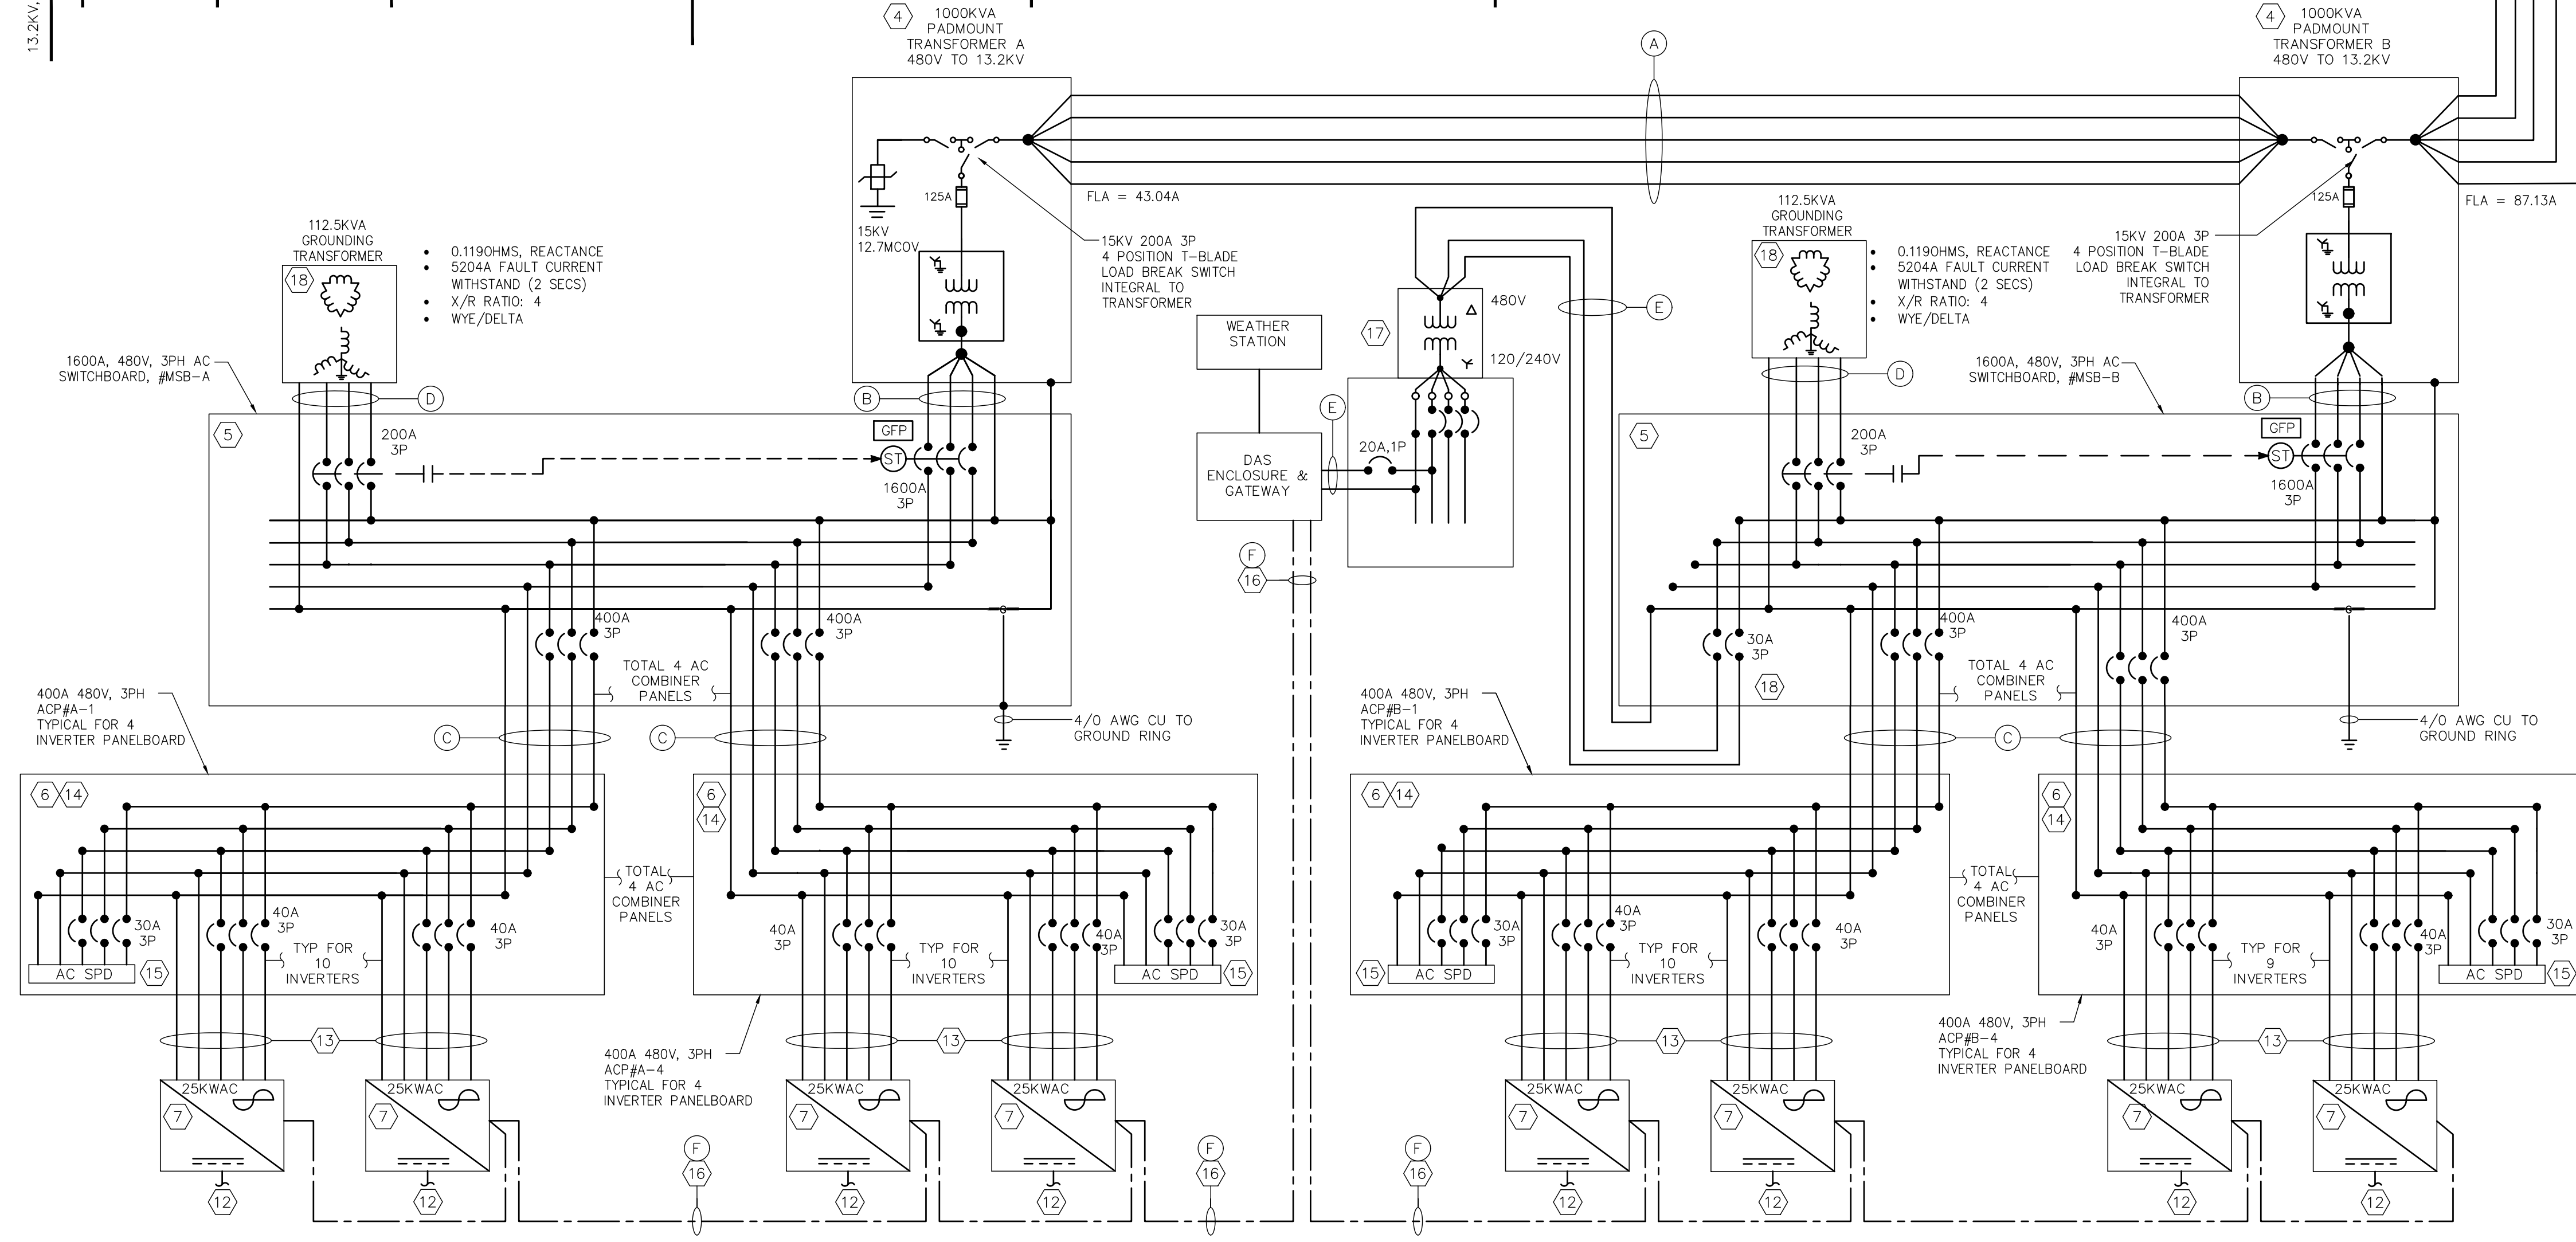 13.2KV,
4
1000KVA
PADMOUNT
TRANSFORMER A
480V TO 13.2KV
A
4
1000KVA
PADMOUNT
TRANSFORMER B
480V TO 13.2KV
125A
15KV
12.7MCOV
FLA = 43.04A
15KV 200A 3P
4 POSITION T-BLADE
LOAD BREAK SWITCH
INTEGRAL TO
TRANSFORMER
125A
FLA = 87.13A
15KV 200A 3P
4 POSITION T-BLADE
LOAD BREAK SWITCH
INTEGRAL TO
TRANSFORMER
112.5KVA
GROUNDING
TRANSFORMER
18
• 0.119OHMS, REACTANCE
• 5204A FAULT CURRENT
WITHSTAND (2 SECS)
• X/R RATIO: 4
• WYE/DELTA
112.5KVA
GROUNDING
TRANSFORMER
18
• 0.119OHMS, REACTANCE
• 5204A FAULT CURRENT
WITHSTAND (2 SECS)
• X/R RATIO: 4
• WYE/DELTA
1600A, 480V, 3PH AC
SWITCHBOARD, #MSB-A
D
B
WEATHER
STATION
17
480V
120/240V
E
E
1600A, 480V, 3PH AC
SWITCHBOARD, #MSB-B
D
B
5
200A
3P
GFP
ST
1600A
3P
DAS
ENCLOSURE &
GATEWAY
20A,1P
F
16
5
200A
3P
GFP
ST
1600A
3P
400A
3P
400A
3P
TOTAL 4 AC
COMBINER
PANELS
4/0 AWG CU TO
GROUND RING
30A
3P
18
400A
3P
400A
3P
TOTAL 4 AC
COMBINER
PANELS
4/0 AWG CU TO
GROUND RING
400A 480V, 3PH
ACP#A-1
TYPICAL FOR 4
INVERTER PANELBOARD
C
C
400A 480V, 3PH
ACP#B-1
TYPICAL FOR 4
INVERTER PANELBOARD
C
6
14
30A
3P
40A
3P
TYP FOR
10
INVERTERS
40A
3P
AC SPD
15
TOTAL
4 AC
COMBINER
PANELS
6
14
40A
3P
TYP FOR
10
INVERTERS
40A
3P
30A
3P
AC SPD
15
6
14
30A
3P
40A
3P
TYP FOR
10
INVERTERS
40A
3P
15
AC SPD
TOTAL
4 AC
COMBINER
PANELS
6
14
40A
3P
TYP FOR
9
INVERTERS
40A
3P
30A
3P
AC SPD
15
13
13
13
13
400A 480V, 3PH
ACP#A-4
TYPICAL FOR 4
INVERTER PANELBOARD
400A 480V, 3PH
ACP#B-4
TYPICAL FOR 4
INVERTER PANELBOARD
25KWAC
7
12
25KWAC
7
12
F
16
25KWAC
7
12
25KWAC
7
12
F
16
F
16
25KWAC
7
12
25KWAC
7
12
25KWAC
7
12
25KWAC
7
12